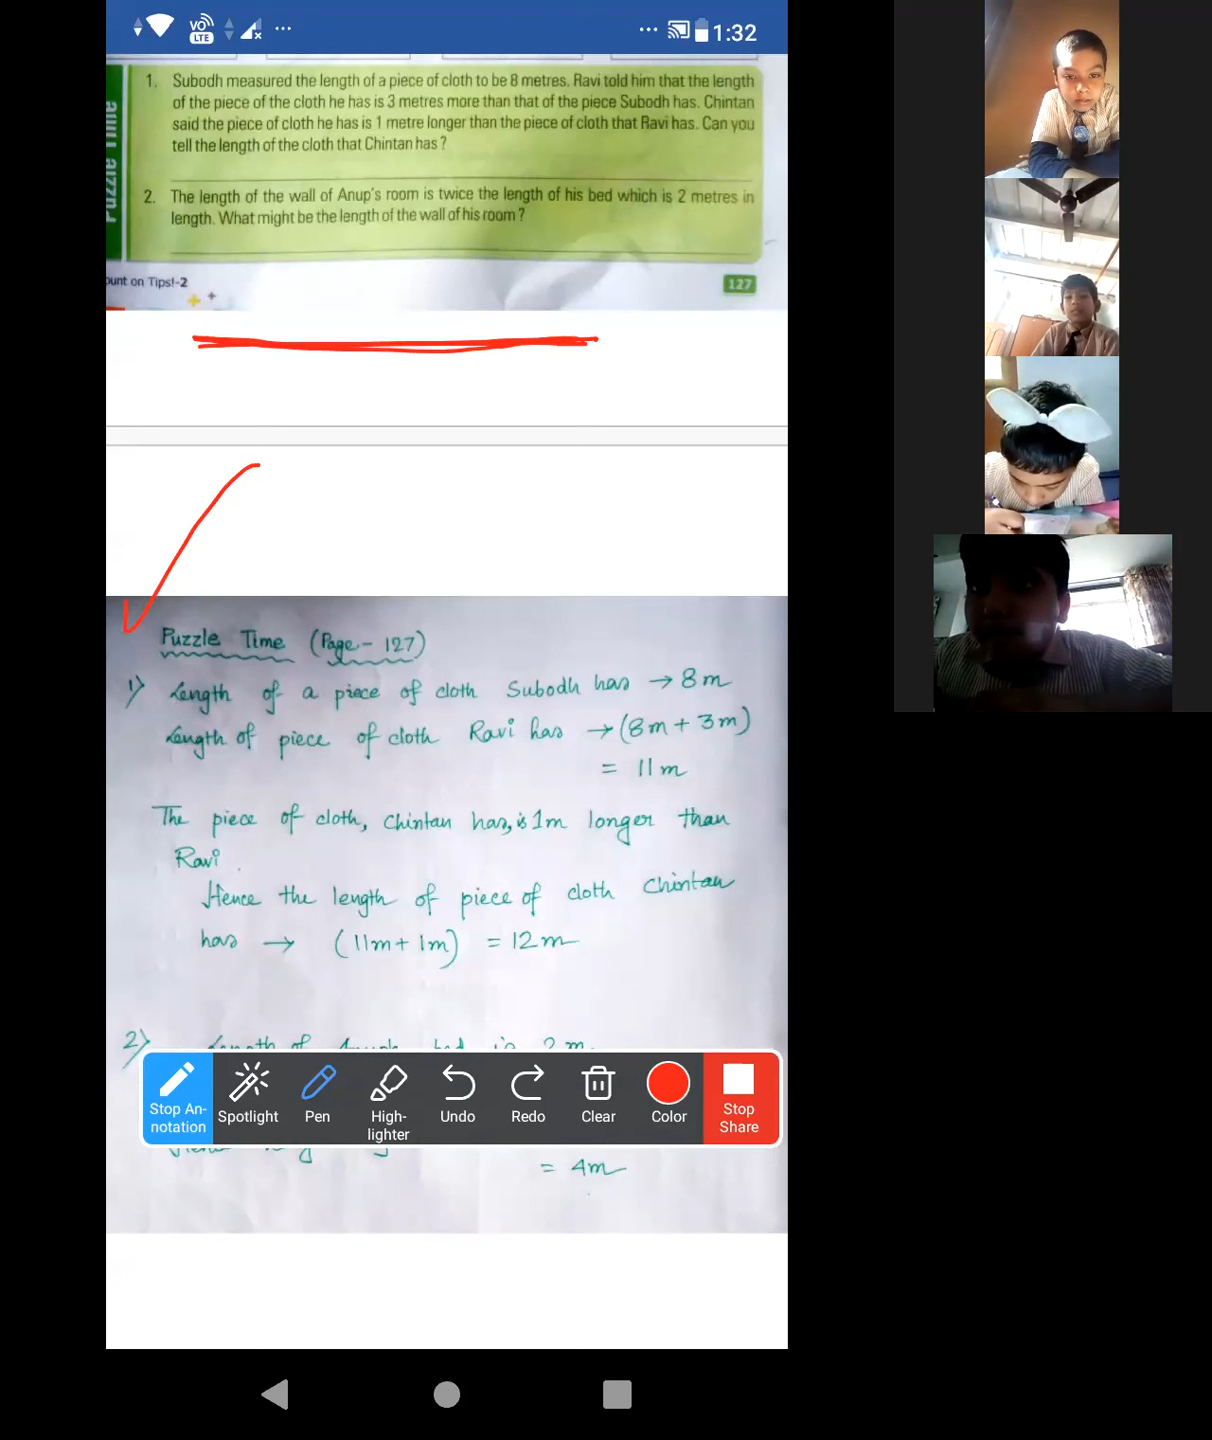 VO
LTE
1:32
Puzzle Time
1. Subodh measured the length of a piece of cloth to be 8 metres. Ravi told him that the length
of the piece of the cloth he has is 3 metres more than that of the piece Subodh has. Chintan
said the piece of cloth he has is 1 metre longer than the piece of cloth that Ravi has. Can you
tell the length of the cloth that Chintan has ?
2. The length of the wall of Anup's room is twice the length of his bed which is 2 metres in
length. What might be the length of the wall of his room ?
ount on Tips!-2
127
Puzzle Time (Page - 127)
1) Length of a piece of cloth Subodh has → 8m
Length of piece of cloth Ravi has → (8m + 3m)
= 11m
The piece of cloth, Chintan has, is 1m longer than
Ravi.
Hence the length of piece of cloth Chintan
has → (11m + 1m) = 12m
2) Length of bed is 2m.
Stop An-
notation
Spotlight
Pen
High-
lighter
Undo
Redo
Clear
Color
Stop
Share
= 4m